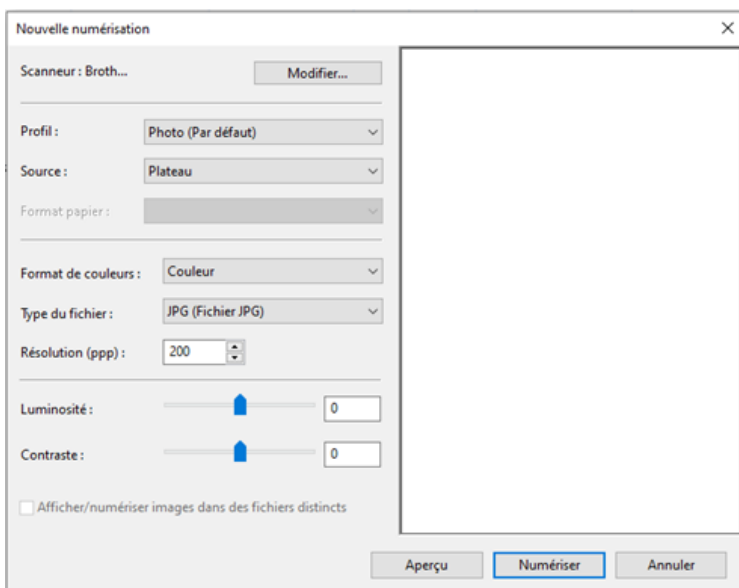 Nouvelle numérisation
Scanneur : Broth... Modifier...
Profil : Photo (Par défaut)
Source : Plateau
Format papier :
Format de couleurs : Couleur
Type du fichier : JPG (Fichier JPG)
Résolution (ppp) : 200
Luminosité : 0
Contraste : 0
Afficher/numériser images dans des fichiers distincts
Aperçu Numériser Annuler